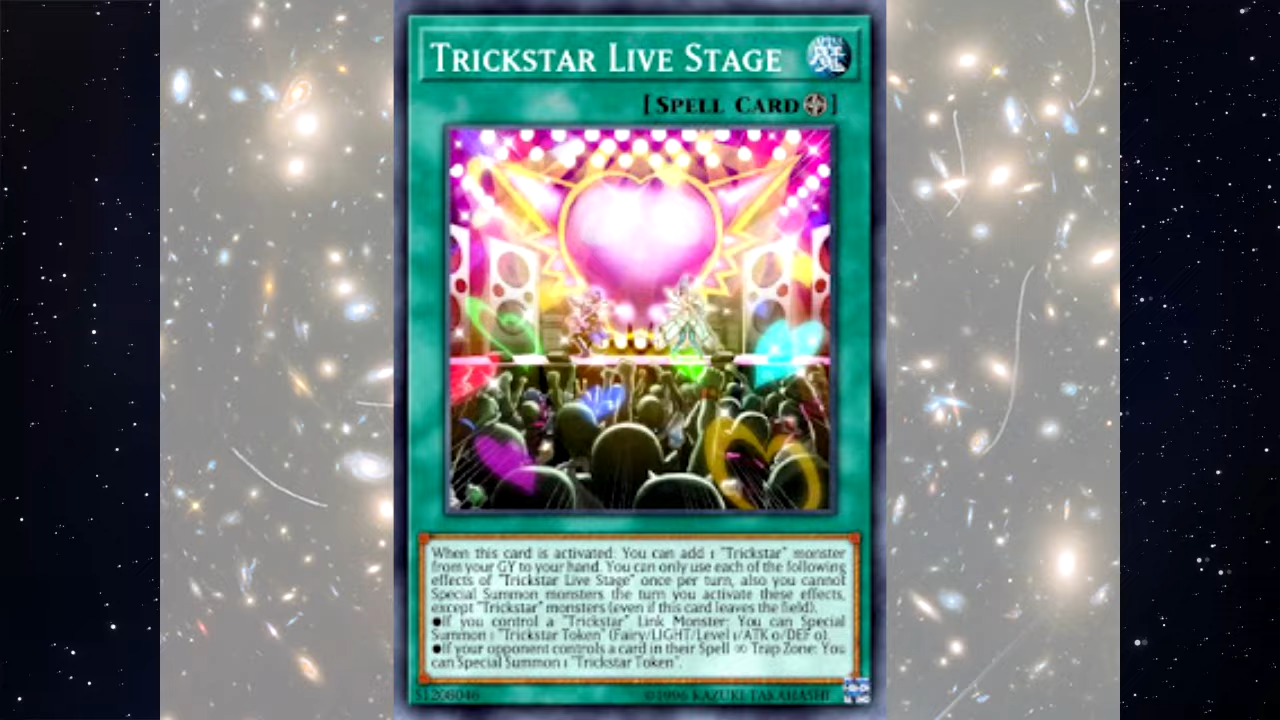 TRICKSTAR LIVE STAGE
魔
[SPELL CARD]
When this card is activated: You can add 1 "Trickstar" monster
from your GY to your hand. You can only use each of the following
effects of "Trickstar Live Stage" once per turn, also you cannot
Special Summon monsters the turn you activate these effects,
except "Trickstar" monsters (even if this card leaves the field).
●If you control a "Trickstar" Link Monster: You can Special
Summon 1 "Trickstar Token" (Fairy/LIGHT/Level 1/ATK 0/DEF 0).
●If your opponent controls a card in their Spell & Trap Zone: You
can Special Summon 1 "Trickstar Token".
©1996 KAZUKI TAKAHASHI